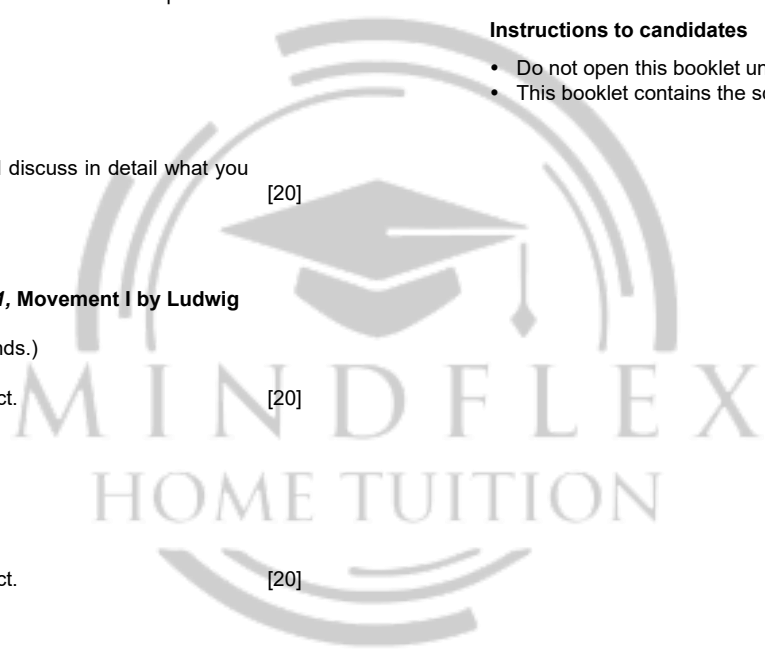 Instructions to candidates
• Do not open this booklet un
• This booklet contains the s
discuss in detail what you
[20]
1, Movement I by Ludwig
nds.)
ct. [20]
MINDFLEX
HOME TUITION
ct. [20]